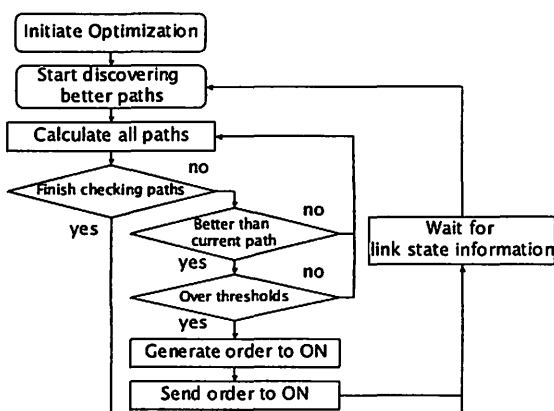 Initiate Optimization
Start discovering
better paths
Calculate all paths
no
Finish checking paths
yes
Better than
current path
no
yes
Wait for
link state information
no
Over thresholds
yes
Generate order to ON
Send order to ON